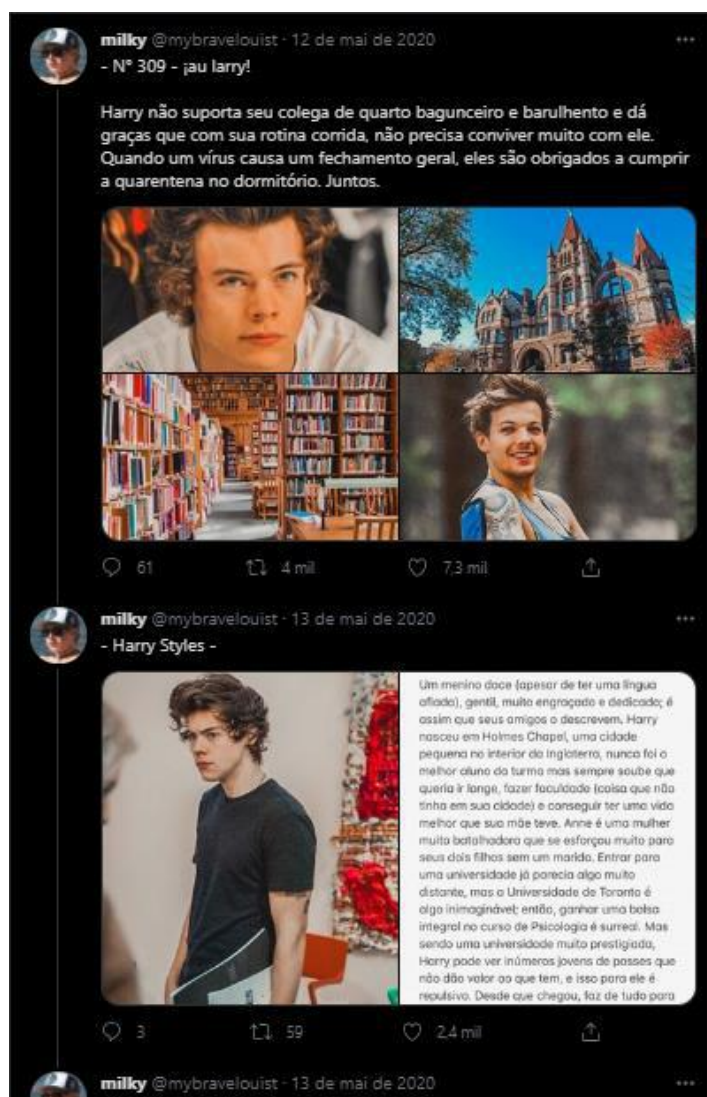 milky @mybravelouist · 12 de mai de 2020
- N° 309 - ¡au larry!
Harry não suporta seu colega de quarto bagunceiro e barulhento e dá
graças que com sua rotina corrida, não precisa conviver muito com ele.
Quando um vírus causa um fechamento geral, eles são obrigados a cumprir
a quarentena no dormitório. Juntos.
61 4 mil 7,3 mil
milky @mybravelouist · 13 de mai de 2020
- Harry Styles -
Um menino doce (apesar de ter uma língua
afiada), gentil, muito engraçado e dedicado; é
assim que seus amigos o descrevem. Harry
nasceu em Holmes Chapel, uma cidade
pequena no interior da Inglaterra, nunca foi o
melhor aluno da turma mas sempre soube que
queria ir longe, fazer faculdade (coisa que não
tinha em sua cidade) e conseguir ter uma vida
melhor que sua mãe teve. Anne é uma mulher
muito batalhadora que se esforçou muito para
seus dois filhos sem um marido. Entrar para
uma universidade já parecia algo muito
distante, mas a Universidade de Toronto é
algo inimaginável; então, ganhar uma bolsa
integral no curso de Psicologia é surreal. Mas
sendo uma universidade muito prestigiada,
Harry pode ver inúmeros jovens de posses que
não dão valor ao que tem, e isso para ele é
repulsivo. Desde que chegou, faz de tudo para
3 59 2,4 mil
milky @mybravelouist · 13 de mai de 2020